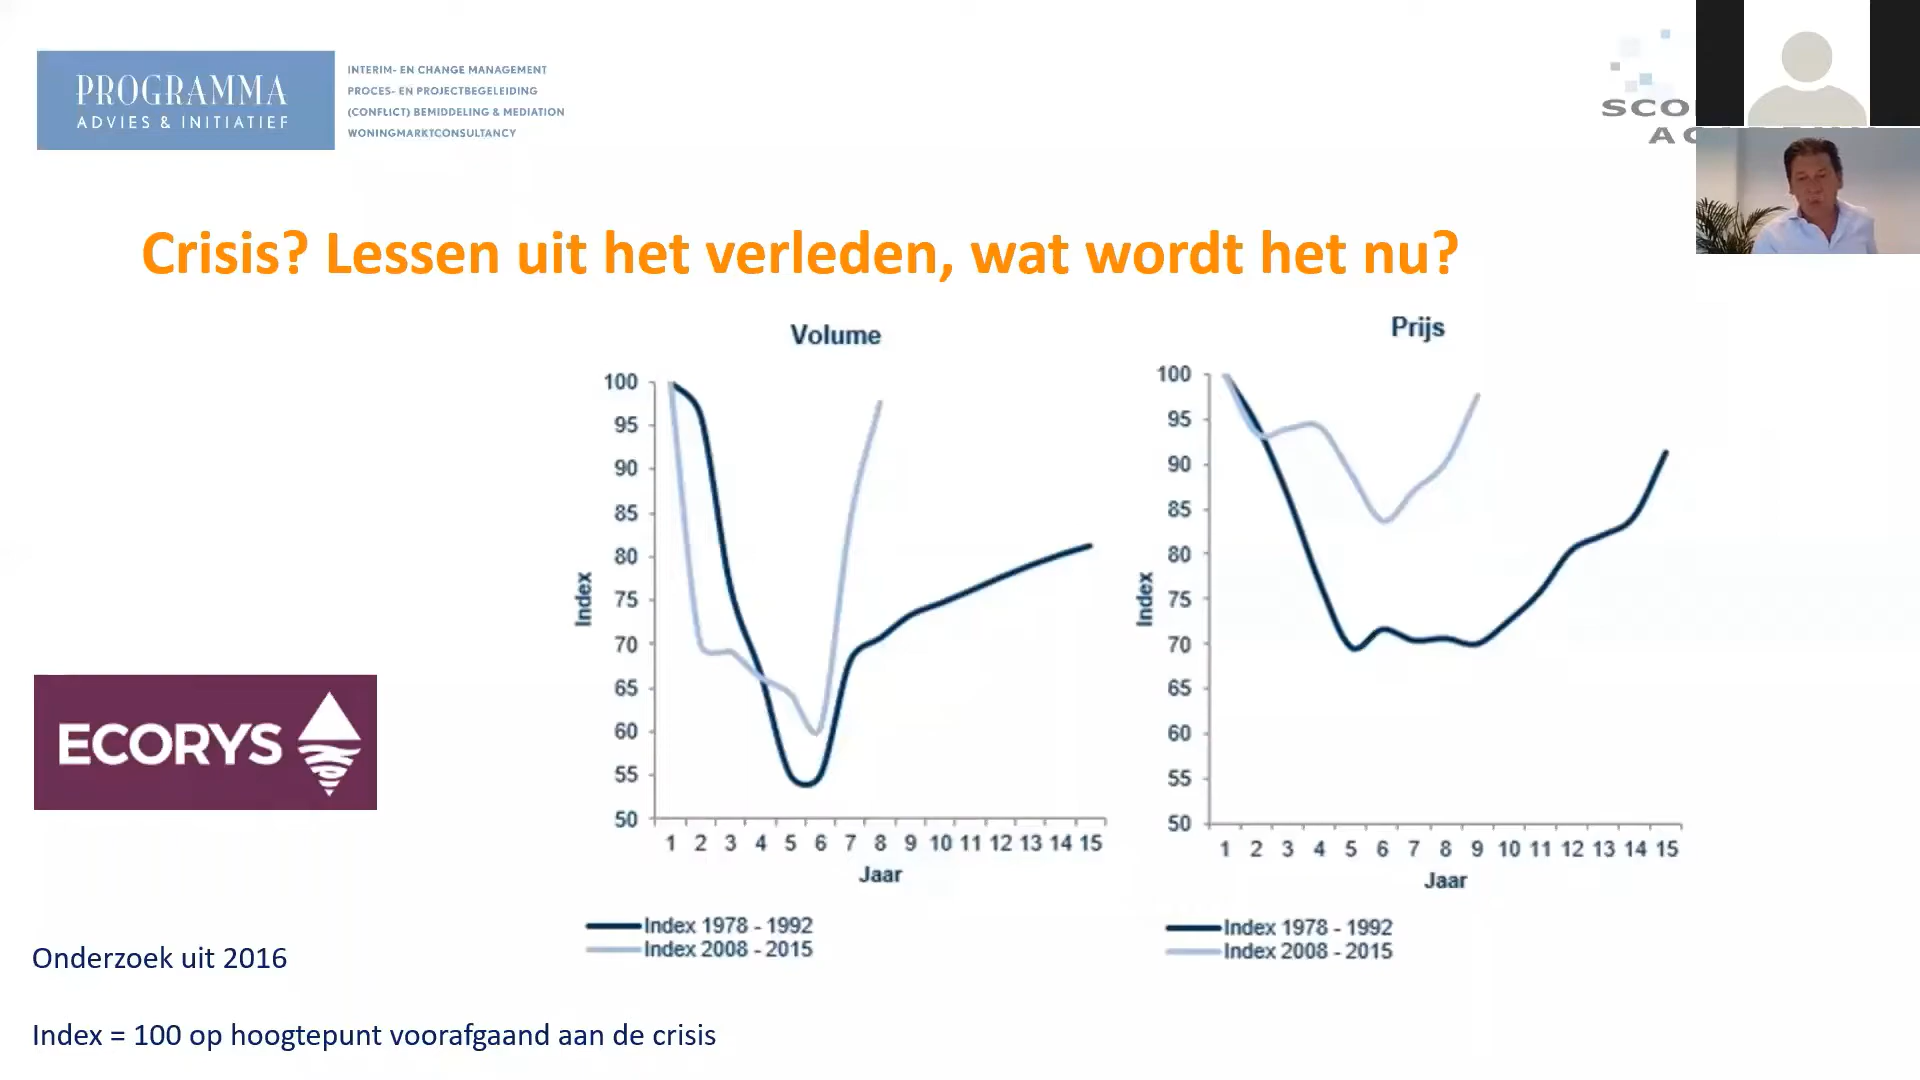 PROGRAMMA
ADVIES & INITIATIEF
INTERIM- EN CHANGE MANAGEMENT
PROCES- EN PROJECTBEGELEIDING
(CONFLICT) BEMIDDELING & MEDIATION
WONINGMARKTCONSULTANCY
Crisis? Lessen uit het verleden, wat wordt het nu?
Volume
100
95
90
85
80
75
70
65
60
55
50
Index
1 2 3 4 5 6 7 8 9 10 11 12 13 14 15
Jaar
Index 1978 - 1992
Index 2008 - 2015
Prijs
100
95
90
85
80
75
70
65
60
55
50
Index
1 2 3 4 5 6 7 8 9 10 11 12 13 14 15
Jaar
Index 1978 - 1992
Index 2008 - 2015
ECORYS
Onderzoek uit 2016
Index = 100 op hoogtepunt voorafgaand aan de crisis